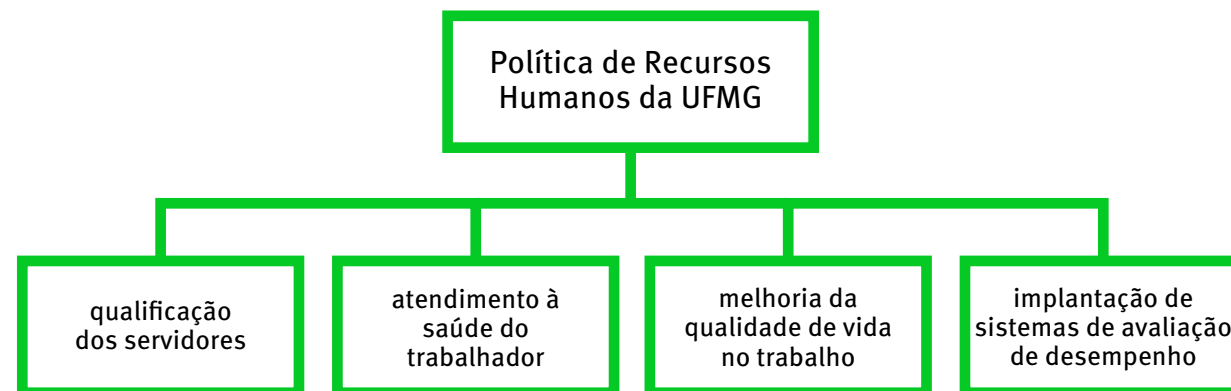 Política de Recursos
Humanos da UFMG
qualificação
dos servidores
atendimento à
saúde do
trabalhador
melhoria da
qualidade de vida
no trabalho
implantação de
sistemas de avaliação
de desempenho